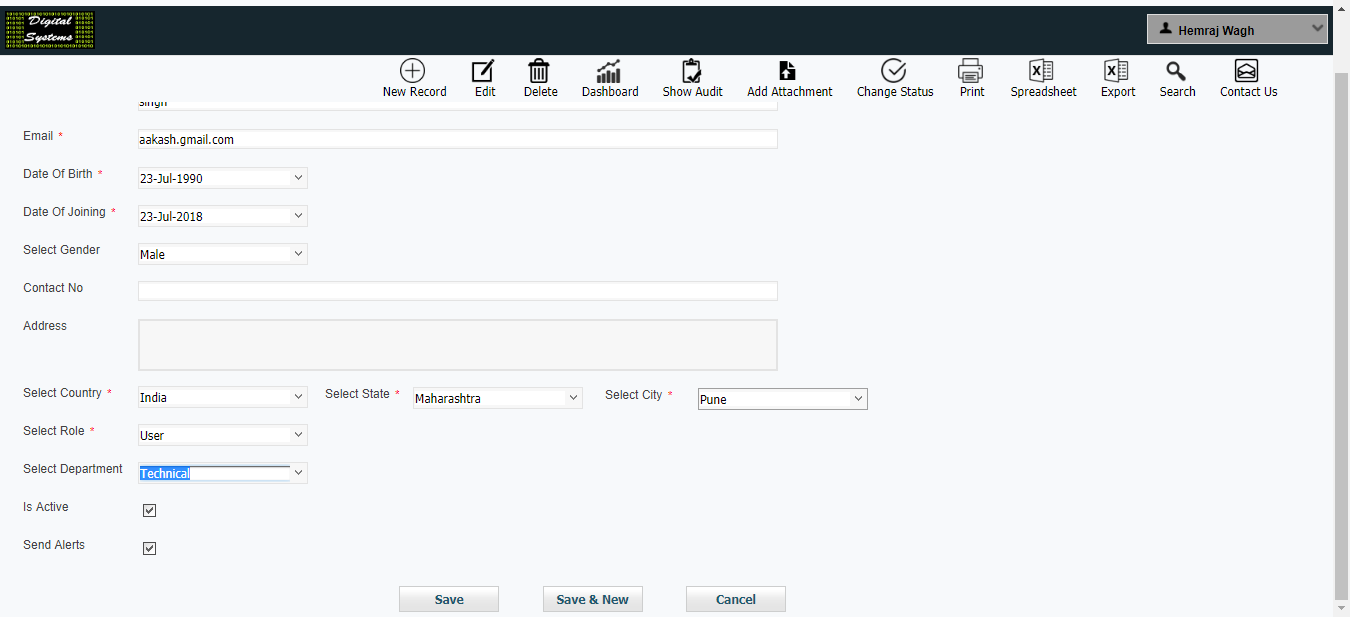 Digital
Systems
Hemraj Wagh
New Record Edit Delete Dashboard Show Audit Add Attachment Change Status Print Spreadsheet Export Search Contact Us
singh
Email * aakash.gmail.com
Date Of Birth * 23-Jul-1990
Date Of Joining * 23-Jul-2018
Select Gender Male
Contact No
Address
Select Country * India Select State * Maharashtra Select City * Pune
Select Role * User
Select Department Technical
Is Active
Send Alerts
Save Save & New Cancel